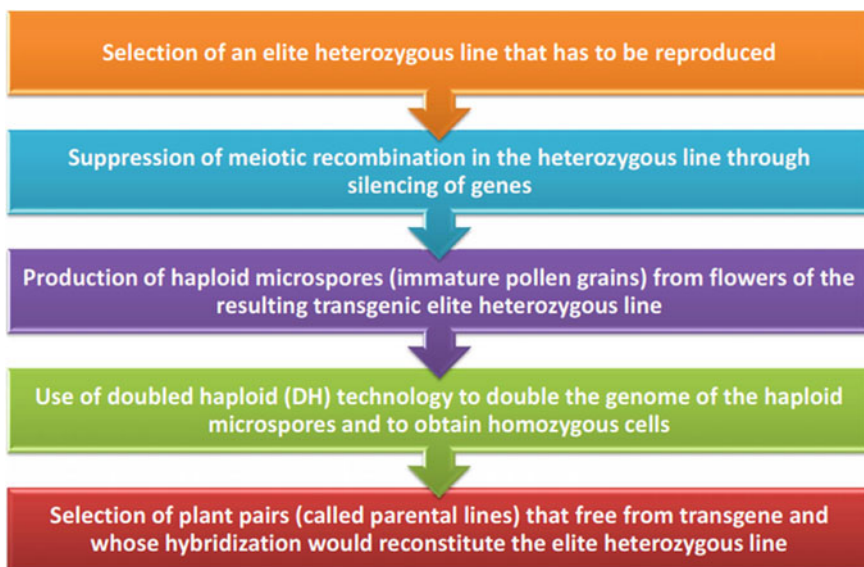 Selection of an elite heterozygous line that has to be reproduced
Suppression of meiotic recombination in the heterozygous line through
silencing of genes
Production of haploid microspores (immature pollen grains) from flowers of the
resulting transgenic elite heterozygous line
Use of doubled haploid (DH) technology to double the genome of the haploid
microspores and to obtain homozygous cells
Selection of plant pairs (called parental lines) that free from transgene and
whose hybridization would reconstitute the elite heterozygous line